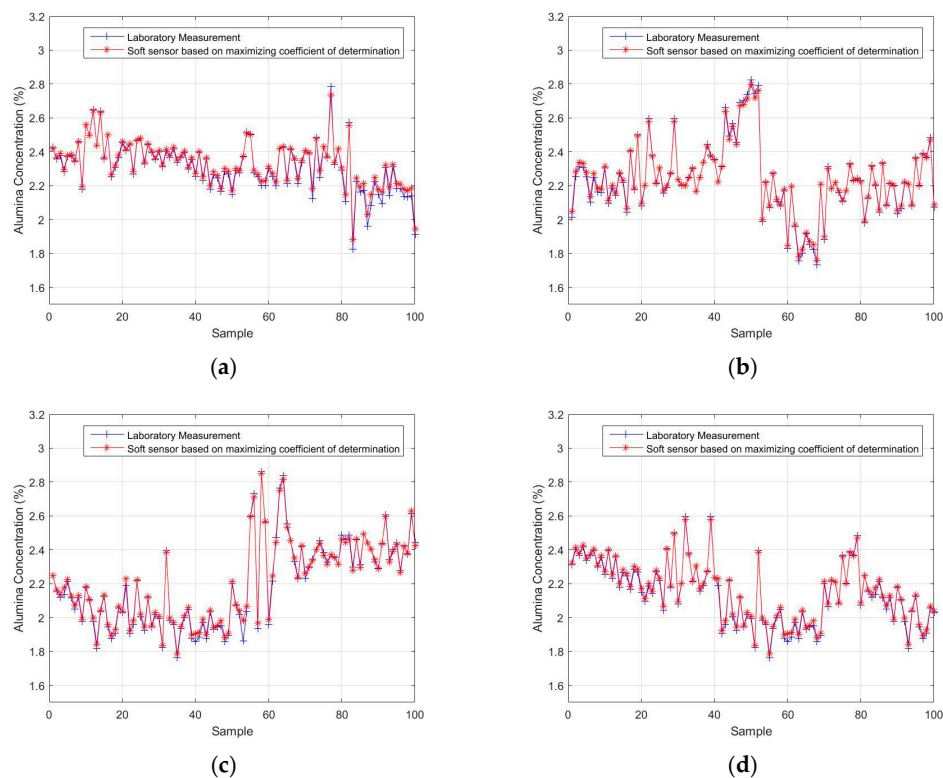 3.2
3
2.8
2.6
2.4
2.2
2
1.8
1.6
Alumina Concentration (%)
Laboratory Measurement
Soft sensor based on maximizing coefficient of determination
0 20 40 60 80 100
Sample
(a)
3.2
3
2.8
2.6
2.4
2.2
2
1.8
1.6
Alumina Concentration (%)
Laboratory Measurement
Soft sensor based on maximizing coefficient of determination
0 20 40 60 80 100
Sample
(b)
3.2
3
2.8
2.6
2.4
2.2
2
1.8
1.6
Alumina Concentration (%)
Laboratory Measurement
Soft sensor based on maximizing coefficient of determination
0 20 40 60 80 100
Sample
(c)
3.2
3
2.8
2.6
2.4
2.2
2
1.8
1.6
Alumina Concentration (%)
Laboratory Measurement
Soft sensor based on maximizing coefficient of determination
0 20 40 60 80 100
Sample
(d)